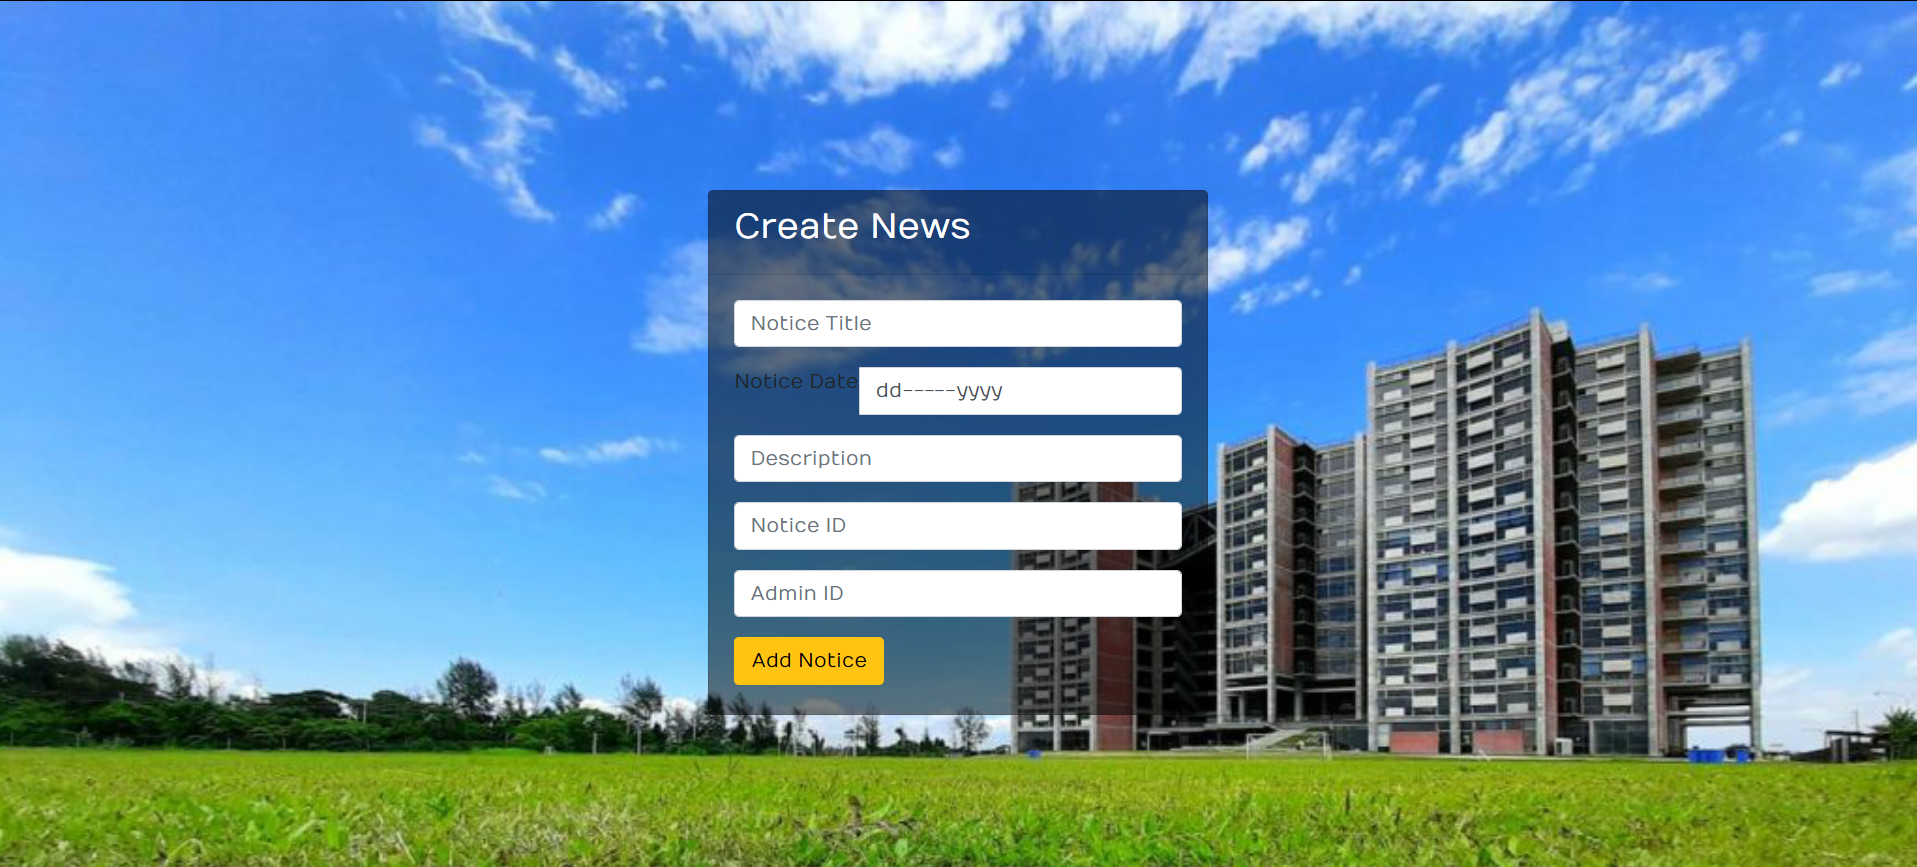 Create News
Notice Title
Notice Date dd-----yyyy
Description
Notice ID
Admin ID
Add Notice